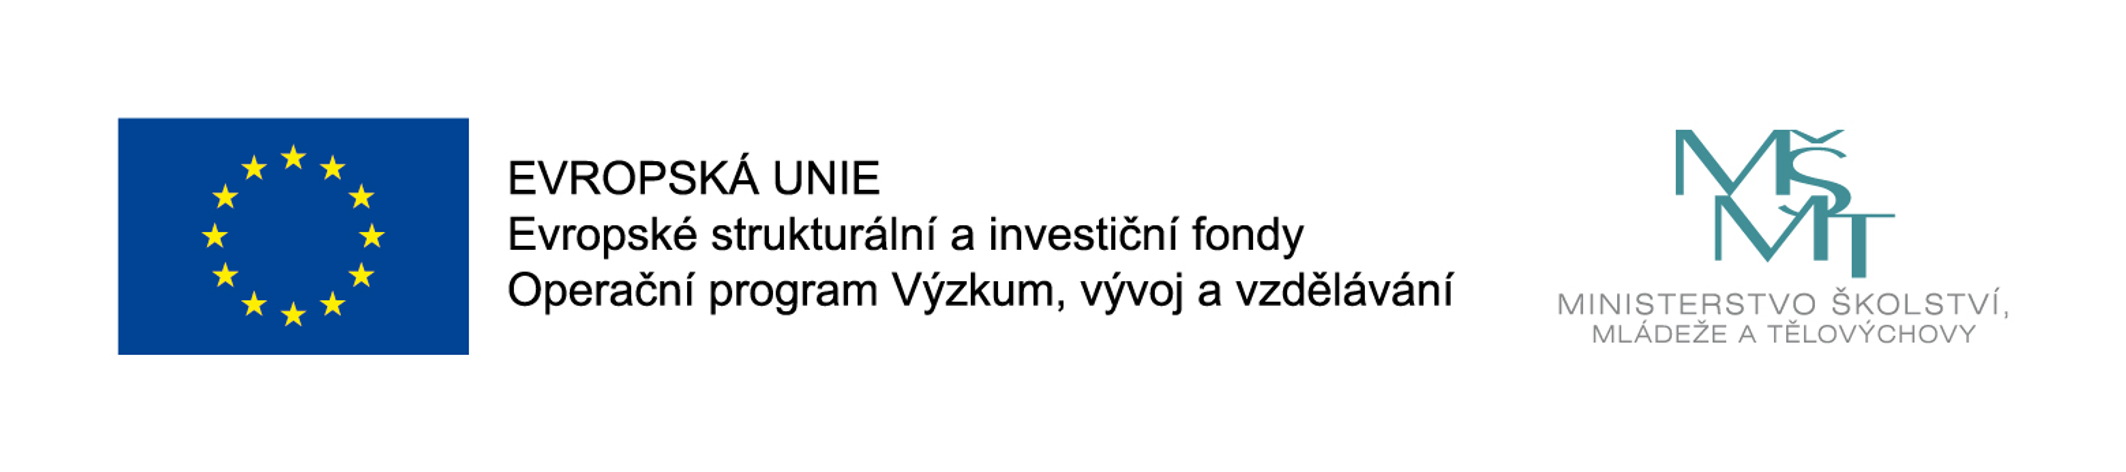 EVROPSKÁ UNIE
Evropské strukturální a investiční fondy
Operační program Výzkum, vývoj a vzdělávání
MŠMT
MINISTERSTVO ŠKOLSTVÍ,
MLÁDEŽE A TĚLOVÝCHOVY